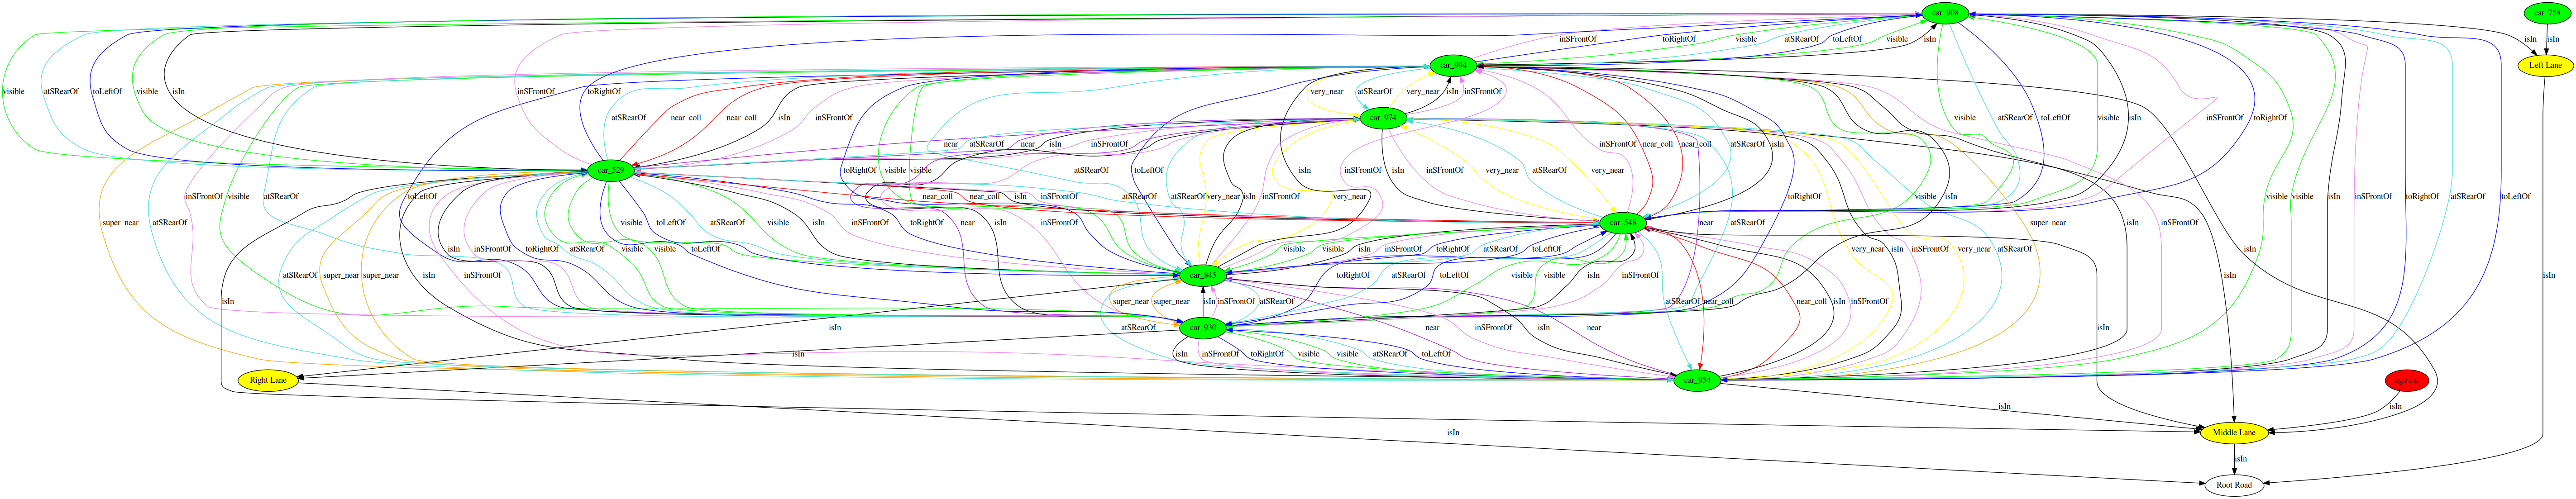 car_908 car_758
inSFrontOf toRightOf visible atSRearOf toLeftOf visible isIn isIn isIn
car_994 Left Lane
visible atSRearOf toLeftOf visible isIn inSFrontOf toRightOf very_near atSRearOf very_near isIn inSFrontOf
atSRearOf near_coll near_coll isIn inSFrontOf car_974 visible atSRearOf toLeftOf visible isIn inSFrontOf toRightOf
near atSRearOf near isIn inSFrontOf inSFrontOf near_coll near_coll atSRearOf isIn
car_529 atSRearOf toRightOf visible visible toLeftOf isIn isIn inSFrontOf very_near atSRearOf very_near
inSFrontOf visible atSRearOf toLeftOf near_coll near_coll isIn inSFrontOf atSRearOf atSRearOf very_near isIn inSFrontOf very_near toRightOf isIn visible visible isIn inSFrontOf toRightOf atSRearOf toLeftOf
super_near atSRearOf visible toLeftOf atSRearOf visible isIn inSFrontOf toRightOf near isIn inSFrontOf car_548 near atSRearOf visible isIn super_near inSFrontOf
isIn inSFrontOf toRightOf atSRearOf visible visible toLeftOf visible visible isIn inSFrontOf toRightOf atSRearOf toLeftOf very_near isIn inSFrontOf very_near atSRearOf isIn isIn
atSRearOf super_near super_near isIn inSFrontOf car_845 toRightOf atSRearOf toLeftOf visible visible isIn inSFrontOf isIn isIn
isIn super_near super_near isIn inSFrontOf atSRearOf atSRearOf near_coll near_coll isIn inSFrontOf
isIn atSRearOf car_930 near inSFrontOf isIn near isIn
isIn isIn inSFrontOf toRightOf visible visible atSRearOf toLeftOf
Right Lane car_954 ego car
isIn isIn
isIn Middle Lane
isIn
Root Road